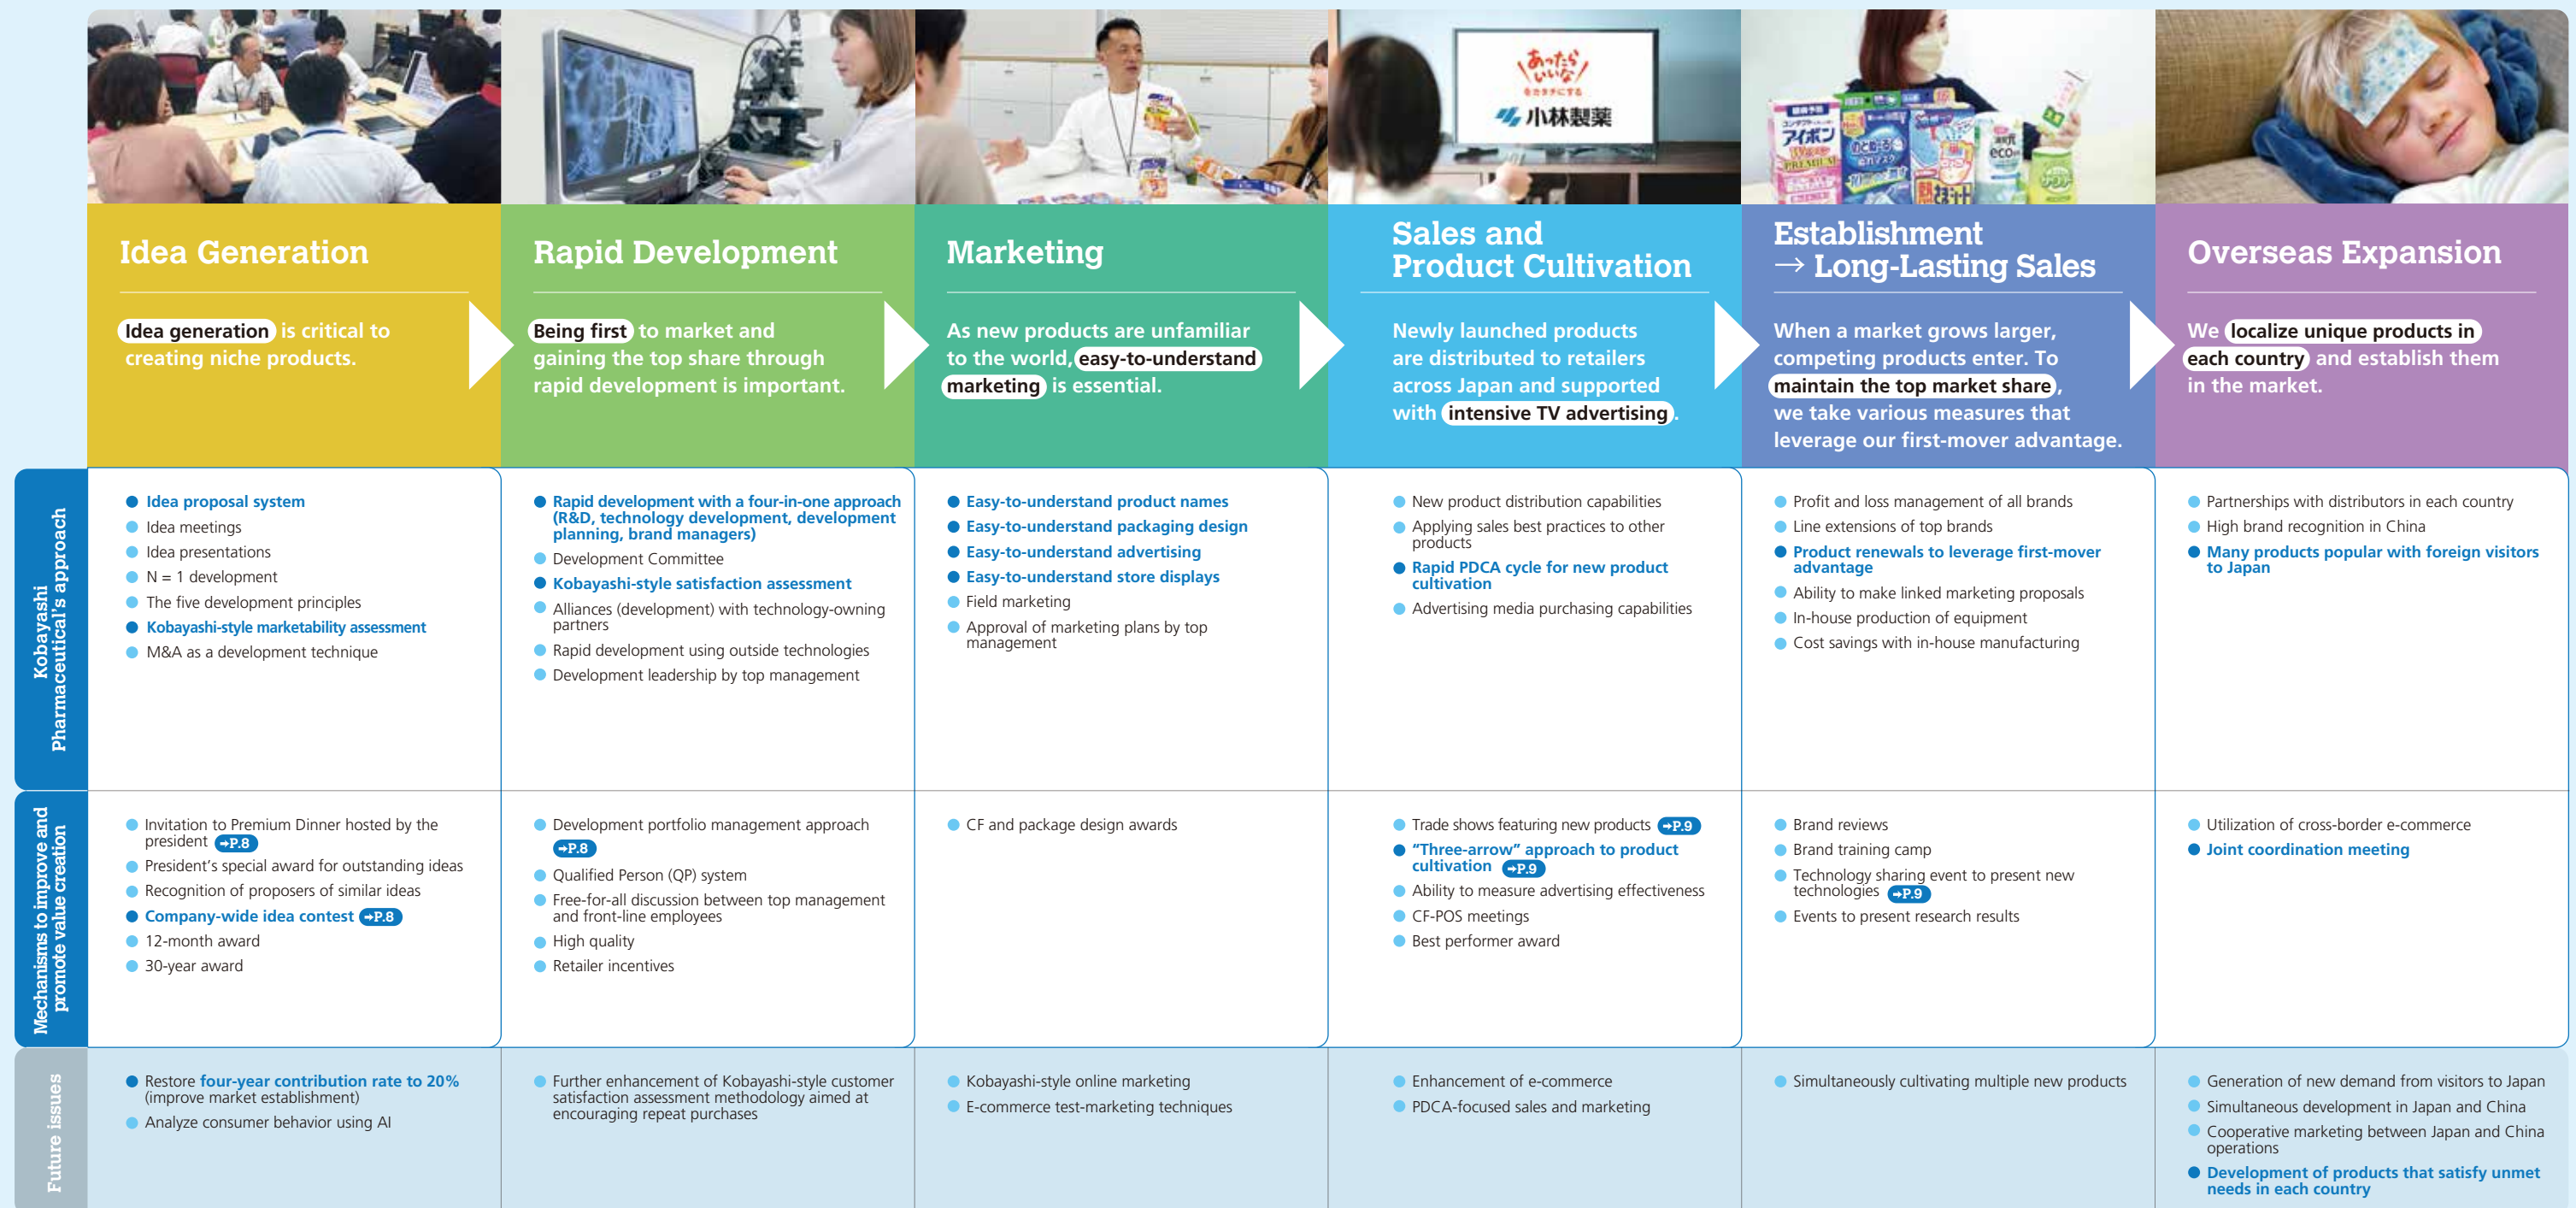 あったら
いいな
をカタチにする
小林製薬
アイボン
PREMIUM
eco
Idea Generation
Idea generation is critical to
creating niche products.
Rapid Development
Being first to market and
gaining the top share through
rapid development is important.
Marketing
As new products are unfamiliar
to the world, easy-to-understand
marketing is essential.
Sales and
Product Cultivation
Newly launched products
are distributed to retailers
across Japan and supported
with intensive TV advertising.
Establishment
→ Long-Lasting Sales
When a market grows larger,
competing products enter. To
maintain the top market share,
we take various measures that
leverage our first-mover advantage.
Overseas Expansion
We localize unique products in
each country and establish them
in the market.
Kobayashi
Pharmaceutical's approach
● Idea proposal system
● Idea meetings
● Idea presentations
● N = 1 development
● The five development principles
● Kobayashi-style marketability assessment
● M&A as a development technique
● Rapid development with a four-in-one approach
(R&D, technology development, development
planning, brand managers)
● Development Committee
● Kobayashi-style satisfaction assessment
● Alliances (development) with technology-owning
partners
● Rapid development using outside technologies
● Development leadership by top management
● Easy-to-understand product names
● Easy-to-understand packaging design
● Easy-to-understand advertising
● Easy-to-understand store displays
● Field marketing
● Approval of marketing plans by top
management
● New product distribution capabilities
● Applying sales best practices to other
products
● Rapid PDCA cycle for new product
cultivation
● Advertising media purchasing capabilities
● Profit and loss management of all brands
● Line extensions of top brands
● Product renewals to leverage first-mover
advantage
● Ability to make linked marketing proposals
● In-house production of equipment
● Cost savings with in-house manufacturing
● Partnerships with distributors in each country
● High brand recognition in China
● Many products popular with foreign visitors
to Japan
Mechanisms to improve and
promote value creation
● Invitation to Premium Dinner hosted by the
president ➡P.8
● President's special award for outstanding ideas
● Recognition of proposers of similar ideas
● Company-wide idea contest ➡P.8
● 12-month award
● 30-year award
● Development portfolio management approach
➡P.8
● Qualified Person (QP) system
● Free-for-all discussion between top management
and front-line employees
● High quality
● Retailer incentives
● CF and package design awards
● Trade shows featuring new products ➡P.9
● "Three-arrow" approach to product
cultivation ➡P.9
● Ability to measure advertising effectiveness
● CF-POS meetings
● Best performer award
● Brand reviews
● Brand training camp
● Technology sharing event to present new
technologies ➡P.9
● Events to present research results
● Utilization of cross-border e-commerce
● Joint coordination meeting
Future issues
● Restore four-year contribution rate to 20%
(improve market establishment)
● Analyze consumer behavior using AI
● Further enhancement of Kobayashi-style customer
satisfaction assessment methodology aimed at
encouraging repeat purchases
● Kobayashi-style online marketing
● E-commerce test-marketing techniques
● Enhancement of e-commerce
● PDCA-focused sales and marketing
● Simultaneously cultivating multiple new products
● Generation of new demand from visitors to Japan
● Simultaneous development in Japan and China
● Cooperative marketing between Japan and China
operations
● Development of products that satisfy unmet
needs in each country